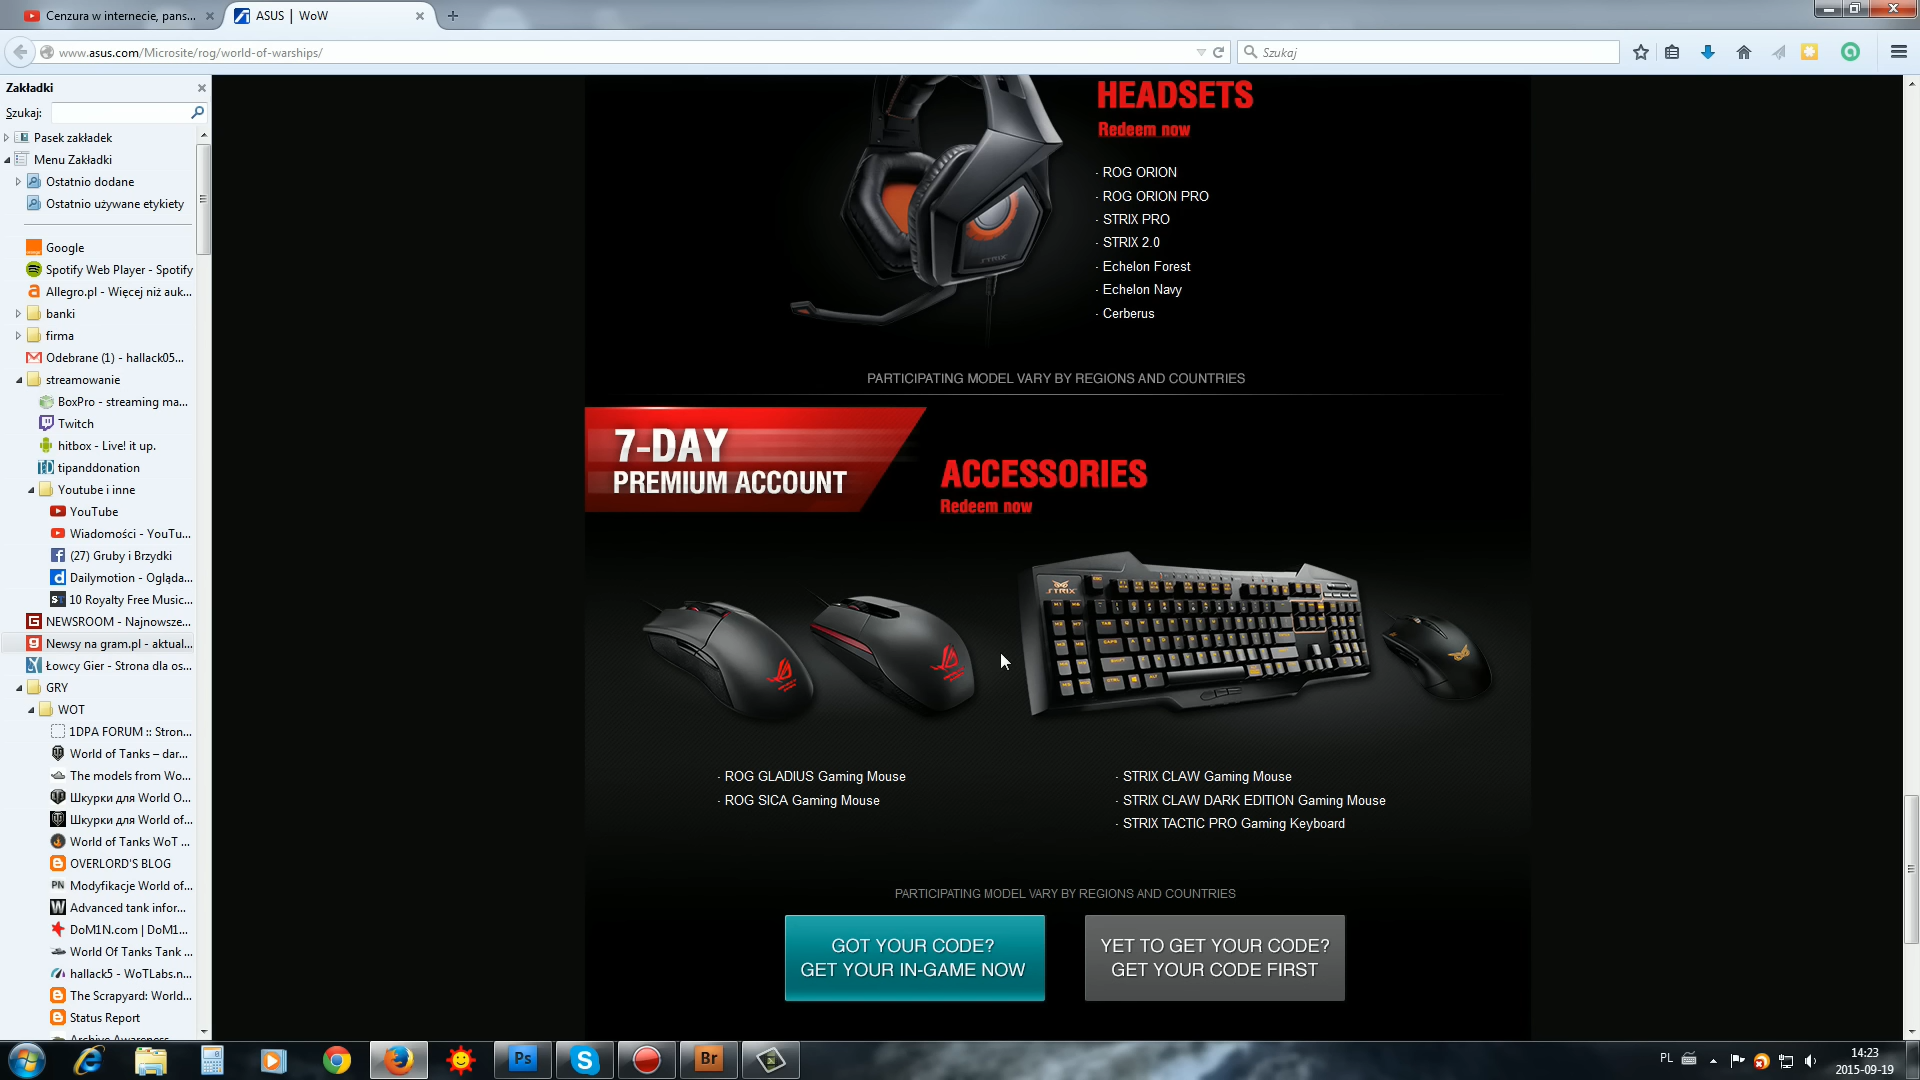 Cenzura w internecie, pans...
ASUS | WoW
www.asus.com/Microsite/rog/world-of-warships/
Szukaj
Zakładki
Szukaj:
Pasek zakładek
Menu Zakładki
Ostatnio dodane
Ostatnio używane etykiety
Google
Spotify Web Player - Spotify
Allegro.pl - Więcej niż auk...
banki
firma
Odebrane (1) - hallack05...
streamowanie
BoxPro - streaming ma...
Twitch
hitbox - Live! it up.
tipanddonation
Youtube i inne
YouTube
Wiadomości - YouTu...
(27) Gruby i Brzydki
Dailymotion - Ogląda...
10 Royalty Free Music...
NEWSROOM - Najnowsze...
Newsy na gram.pl - aktual...
Łowcy Gier - Strona dla os...
GRY
WOT
1DPA FORUM :: Stron...
World of Tanks – dar...
The models from Wo...
Шкурки для World O...
Шкурки для World of...
World of Tanks WoT ...
OVERLORD'S BLOG
Modyfikacje World of...
Advanced tank infor...
DoM1N.com | DoM1...
World Of Tanks Tank ...
hallack5 - WoTLabs.n...
The Scrapyard: World...
Status Report
Archive Awareness
HEADSETS
Redeem now
· ROG ORION
· ROG ORION PRO
· STRIX PRO
· STRIX 2.0
· Echelon Forest
· Echelon Navy
· Cerberus
PARTICIPATING MODEL VARY BY REGIONS AND COUNTRIES
7-DAY
PREMIUM ACCOUNT
ACCESSORIES
Redeem now
STRIX
· ROG GLADIUS Gaming Mouse
· ROG SICA Gaming Mouse
· STRIX CLAW Gaming Mouse
· STRIX CLAW DARK EDITION Gaming Mouse
· STRIX TACTIC PRO Gaming Keyboard
PARTICIPATING MODEL VARY BY REGIONS AND COUNTRIES
GOT YOUR CODE?
GET YOUR IN-GAME NOW
YET TO GET YOUR CODE?
GET YOUR CODE FIRST
Ps
Br
PL
14:23
2015-09-19